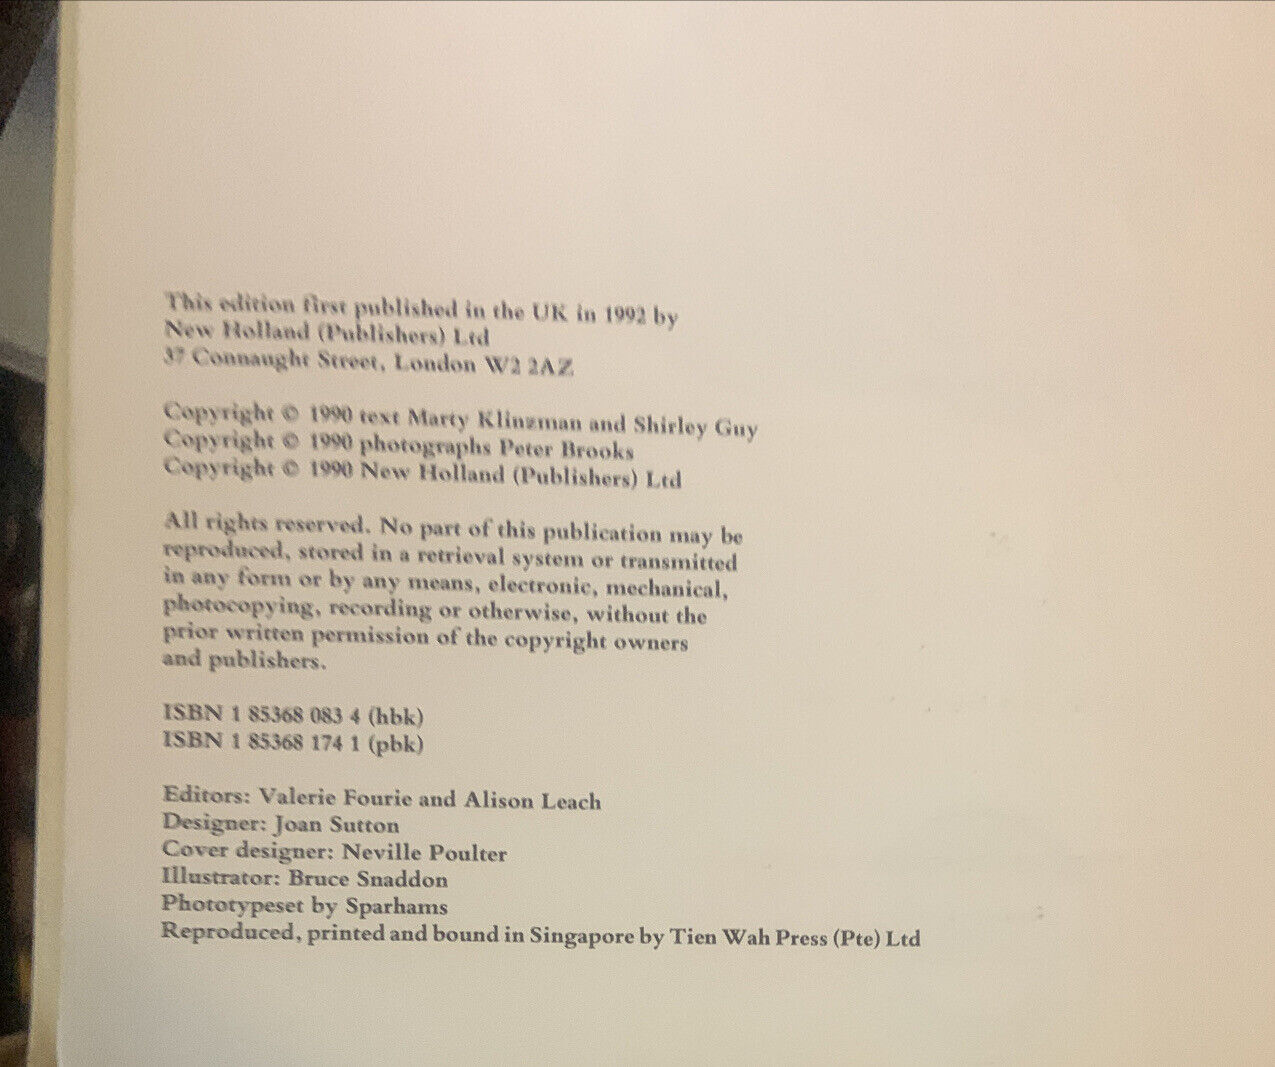 This edition first published in the UK in 1992 by
New Holland (Publishers) Ltd
37 Connaught Street, London W2 2AZ
Copyright © 1990 text Marty Klinzman and Shirley Guy
Copyright © 1990 photographs Peter Brooks
Copyright © 1990 New Holland (Publishers) Ltd
All rights reserved. No part of this publication may be
reproduced, stored in a retrieval system or transmitted
in any form or by any means, electronic, mechanical,
photocopying, recording or otherwise, without the
prior written permission of the copyright owners
and publishers.
ISBN 1 85368 083 4 (hbk)
ISBN 1 85368 174 1 (pbk)
Editors: Valerie Fourie and Alison Leach
Designer: Joan Sutton
Cover designer: Neville Poulter
Illustrator: Bruce Snaddon
Phototypeset by Sparhams
Reproduced, printed and bound in Singapore by Tien Wah Press (Pte) Ltd